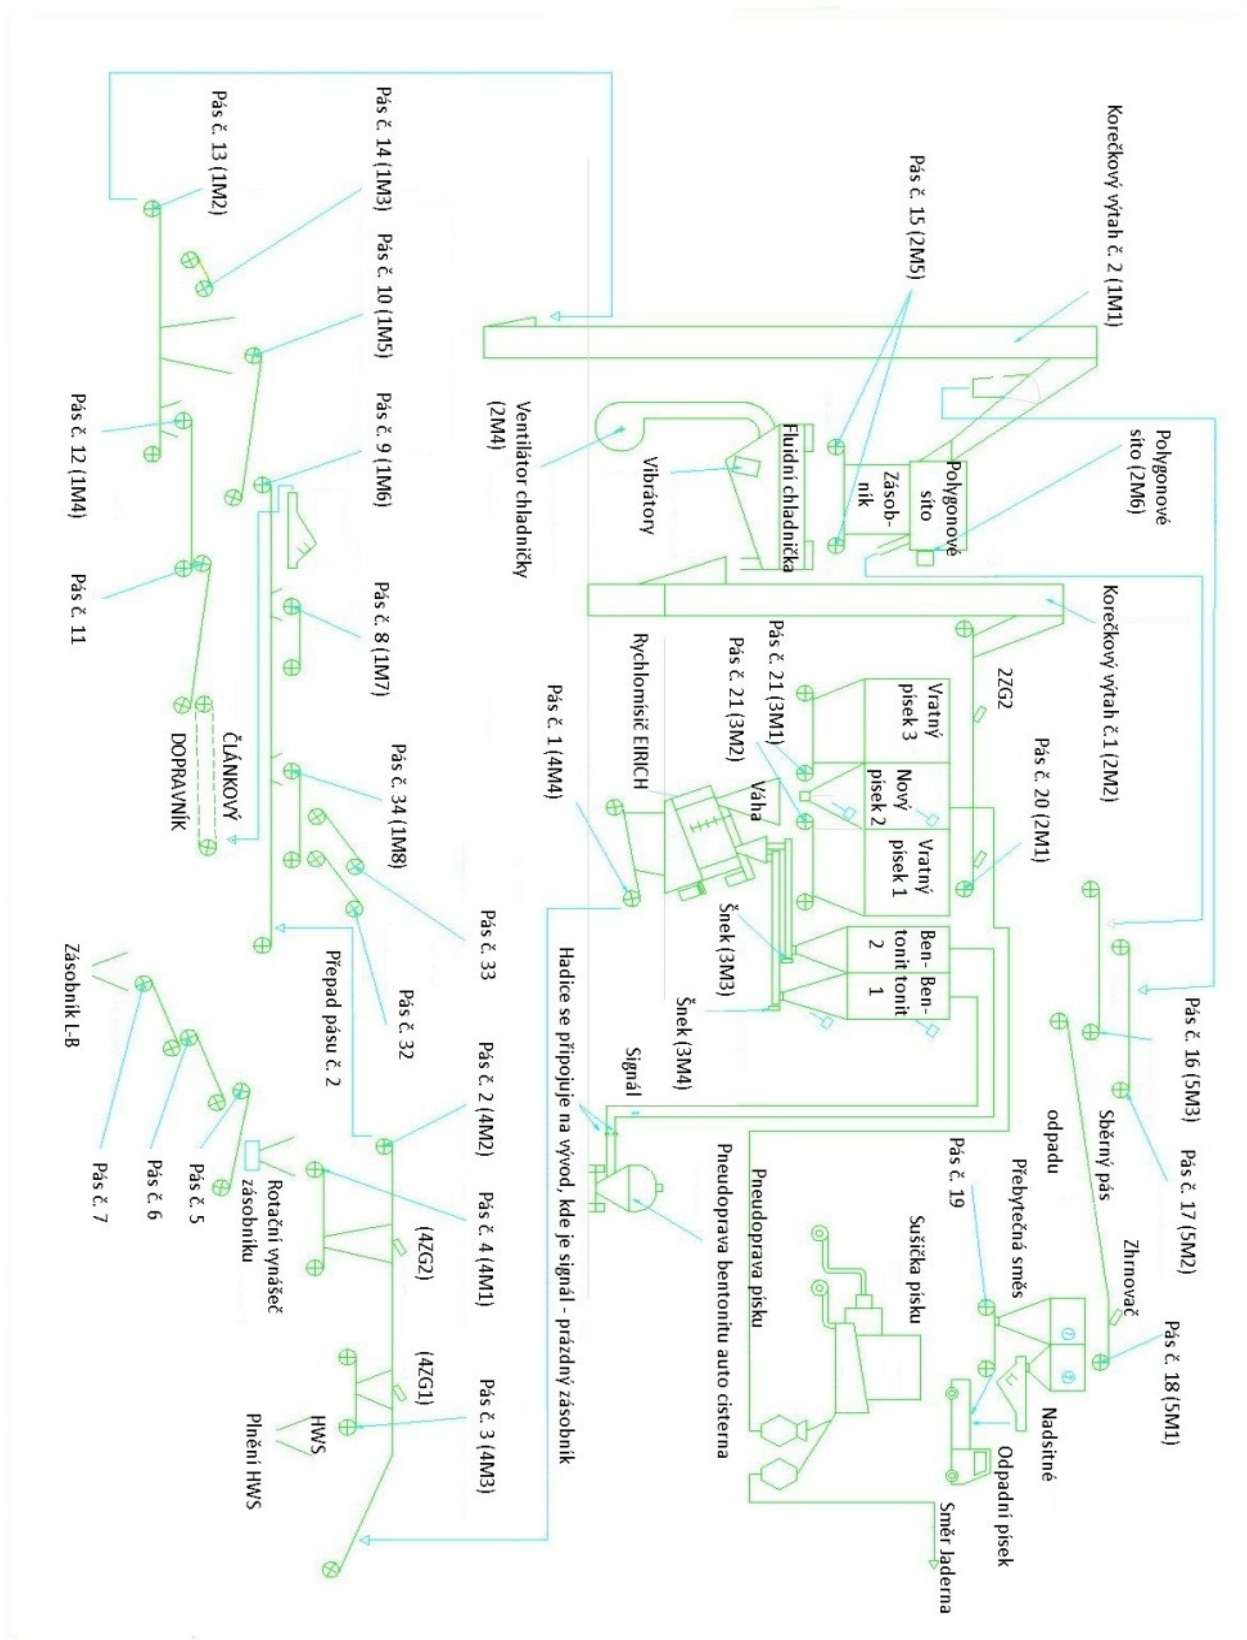 Korečkový výtah č. 2 (1M1)
Polygonové
síto (2M6)
Korečkový výtah č.1 (2M2)
Pás č. 20 (2M1)
Pás č. 16 (5M3)
Pás č. 17 (5M2)
Pás č. 18 (5M1)
Zhrnovač
Sběrný pás
odpadu
Nadsitné
Odpadní písek
Přebytečná směs
Pás č. 19
1
2
Směr Jaderna
Sušička písku
Pás č. 15 (2M5)
Polygonové
síto
Zásob-
ník
2ZG2
Vratný
písek 3
Nový
písek 2
Vratný
písek 1
Ben-
tonit
2
Ben-
tonit
1
Fluidní chladnička
Vibrátory
Ventilátor chladničky
(2M4)
Pás č. 21 (3M1)
Pás č. 21 (3M2)
Váha
Rychlomísič EIRICH
Pás č. 1 (4M4)
Šnek (3M3)
Šnek (3M4)
Signál
Pneudoprava písku
Pneudoprava bentonitu auto cisterna
Hadice se připojuje na vývod, kde je signál - prázdný zásobník
Pás č. 14 (1M3)
Pás č. 10 (1M5)
Pás č. 9 (1M6)
Pás č. 8 (1M7)
Pás č. 34 (1M8)
Pás č. 33
Pás č. 32
Pás č. 2 (4M2)
Pás č. 4 (4M1)
Pás č. 3 (4M3)
(4ZG2)
(4ZG1)
Přepad pásu č. 2
Pás č. 13 (1M2)
ČLÁNKOVÝ
DOPRAVNÍK
Rotační vynášeč
zásobníku
HWS
Plnění HWS
Pás č. 12 (1M4)
Pás č. 11
Zásobník L-B
Pás č. 7
Pás č. 6
Pás č. 5